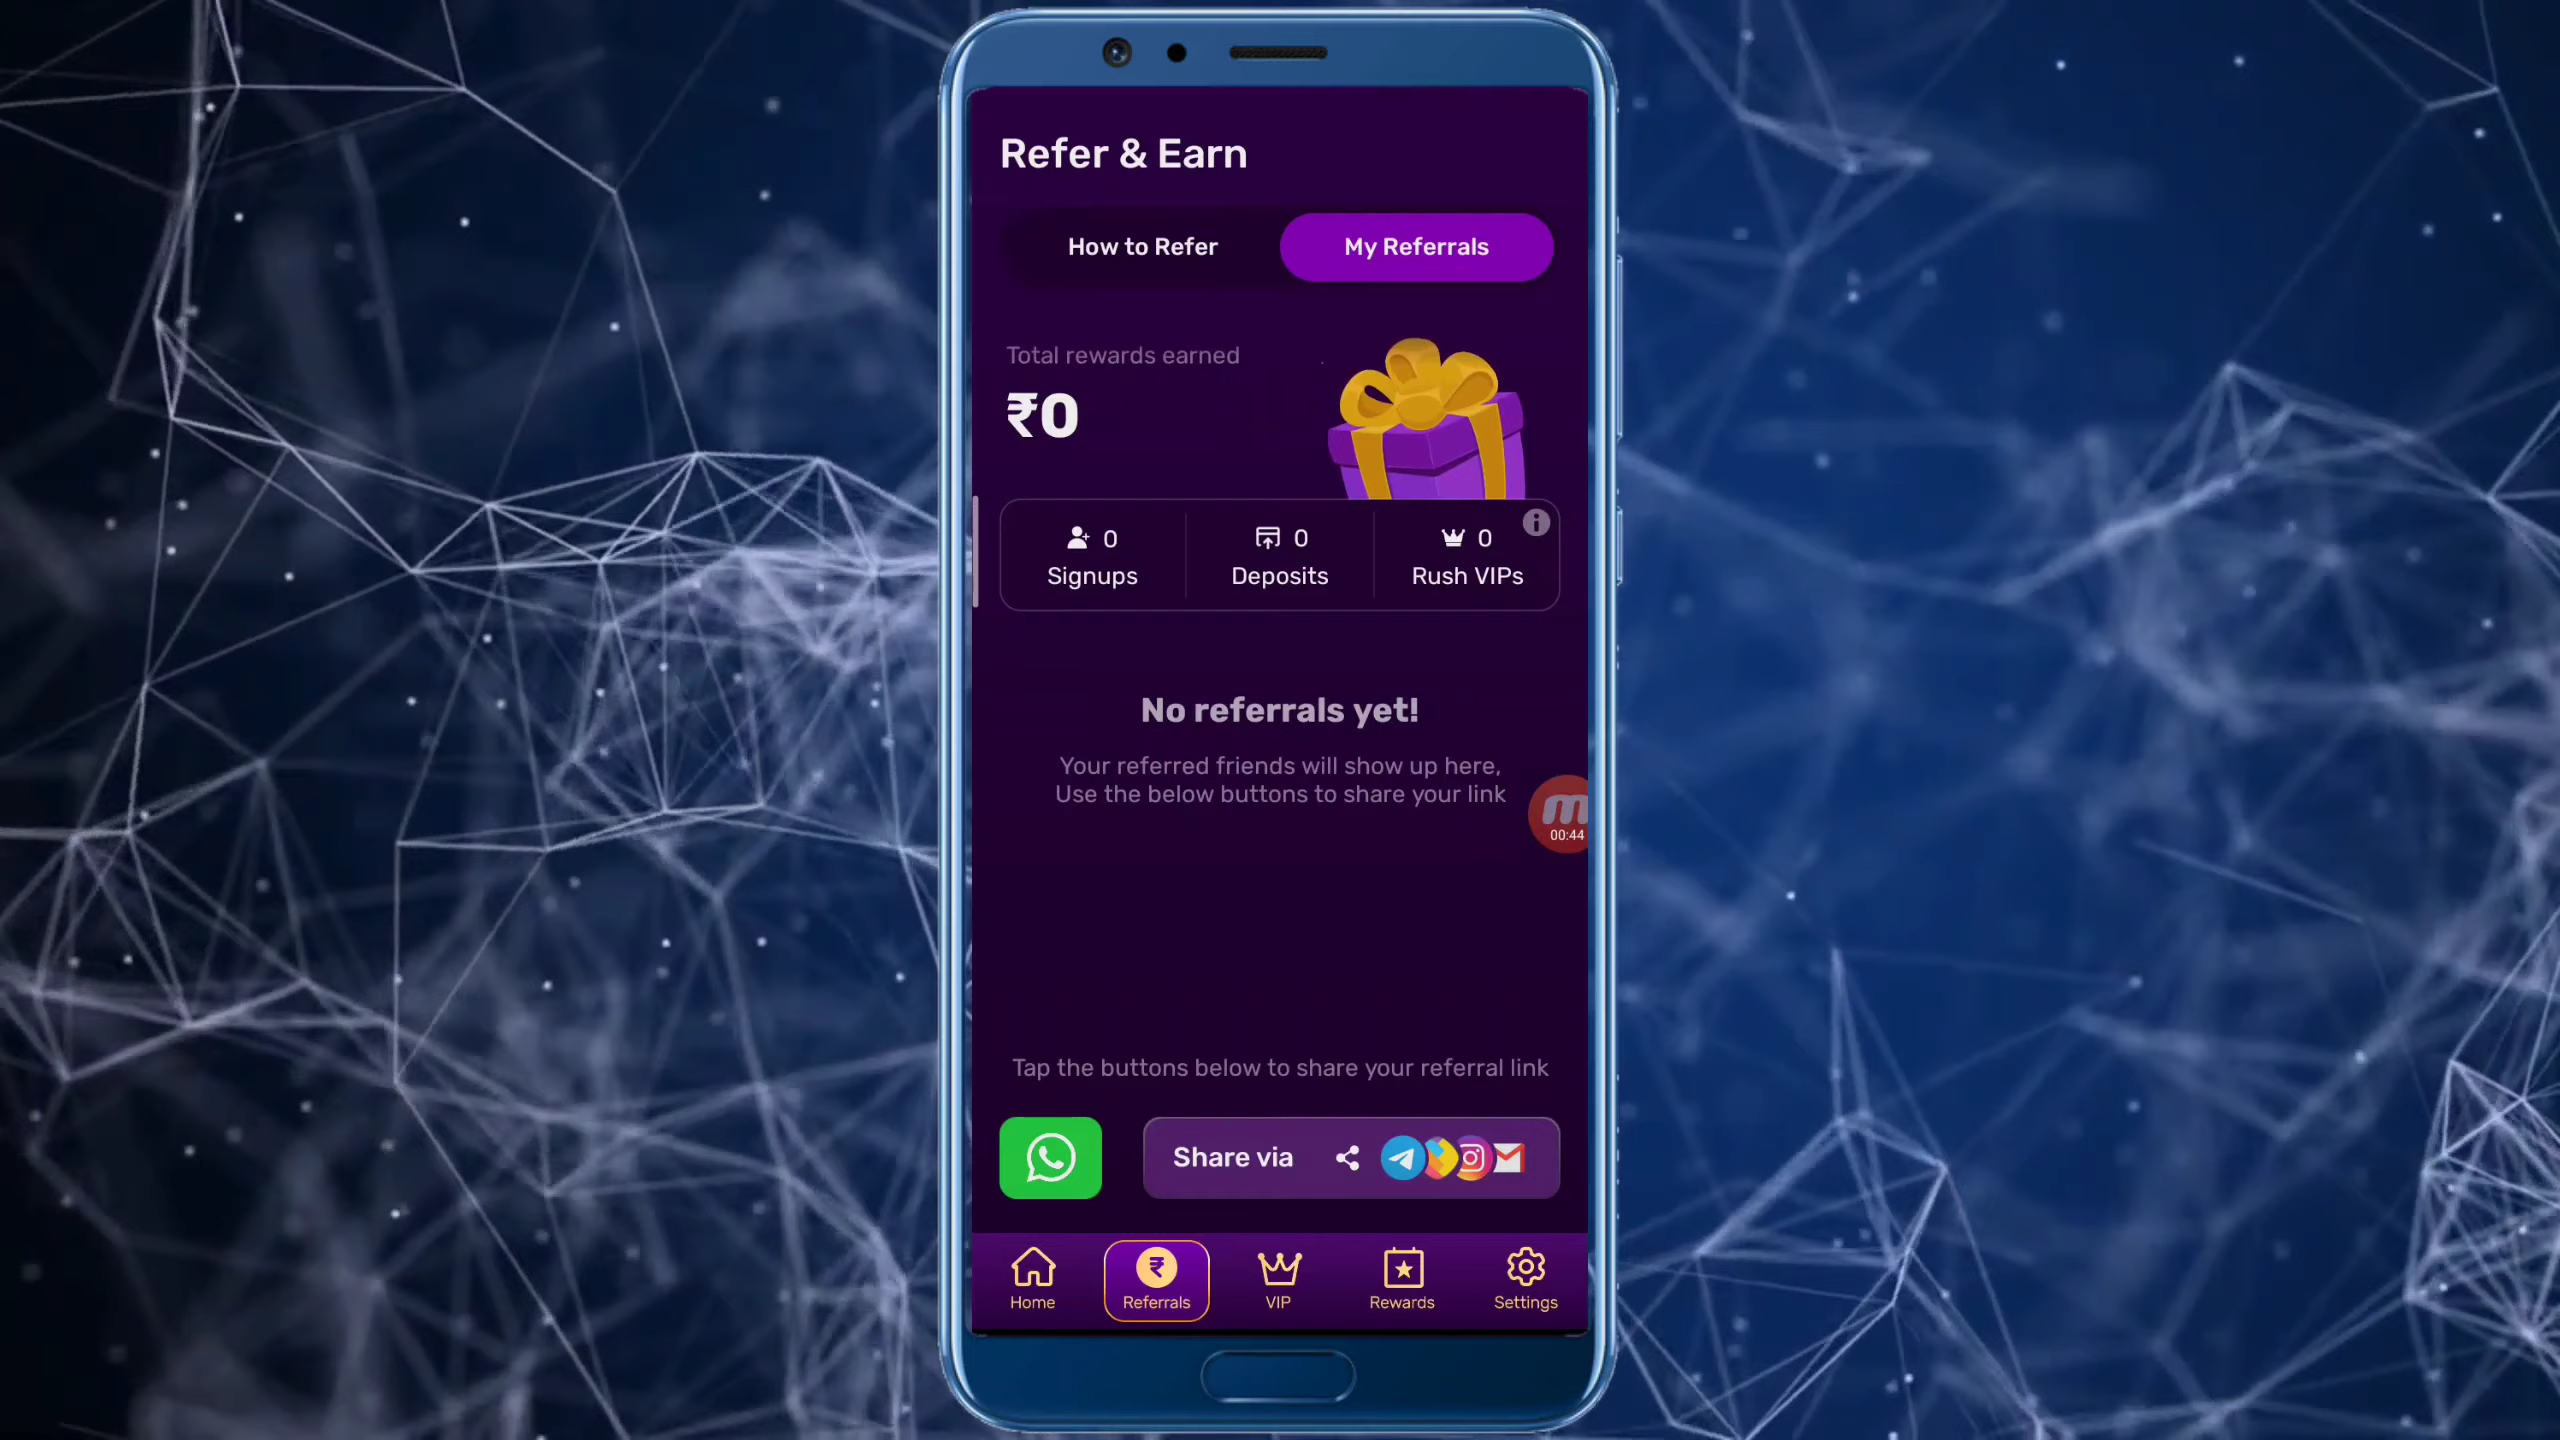 Refer & Earn
How to Refer
My Referrals
Total rewards earned
₹0
0
Signups
0
Deposits
0
Rush VIPs
No referrals yet!
Your referred friends will show up here,
Use the below buttons to share your link
00:44
Tap the buttons below to share your referral link
Share via
Home
Referrals
VIP
Rewards
Settings